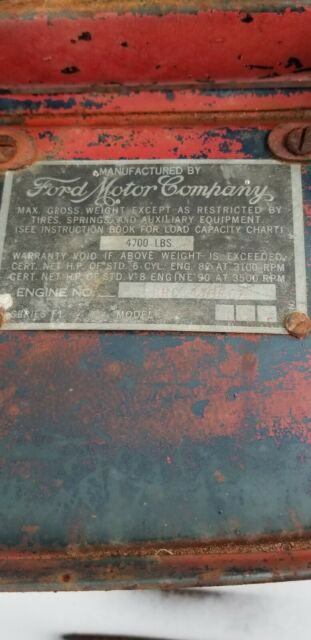 MANUFACTURED BY
Ford Motor Company
MAX. GROSS WEIGHT EXCEPT AS RESTRICTED BY
TIRES, SPRINGS, AND AUXILIARY EQUIPMENT.
(SEE INSTRUCTION BOOK FOR LOAD CAPACITY CHART)
4700 LBS.
WARRANTY VOID IF ABOVE WEIGHT IS EXCEEDED.
CERT. NET H.P. OF STD. 6-CYL. ENG. 82 AT 3100 RPM
CERT. NET H.P. OF STD. V-8 ENGINE 90 AT 3500 RPM
ENGINE NO.
SERIES F1 MODEL